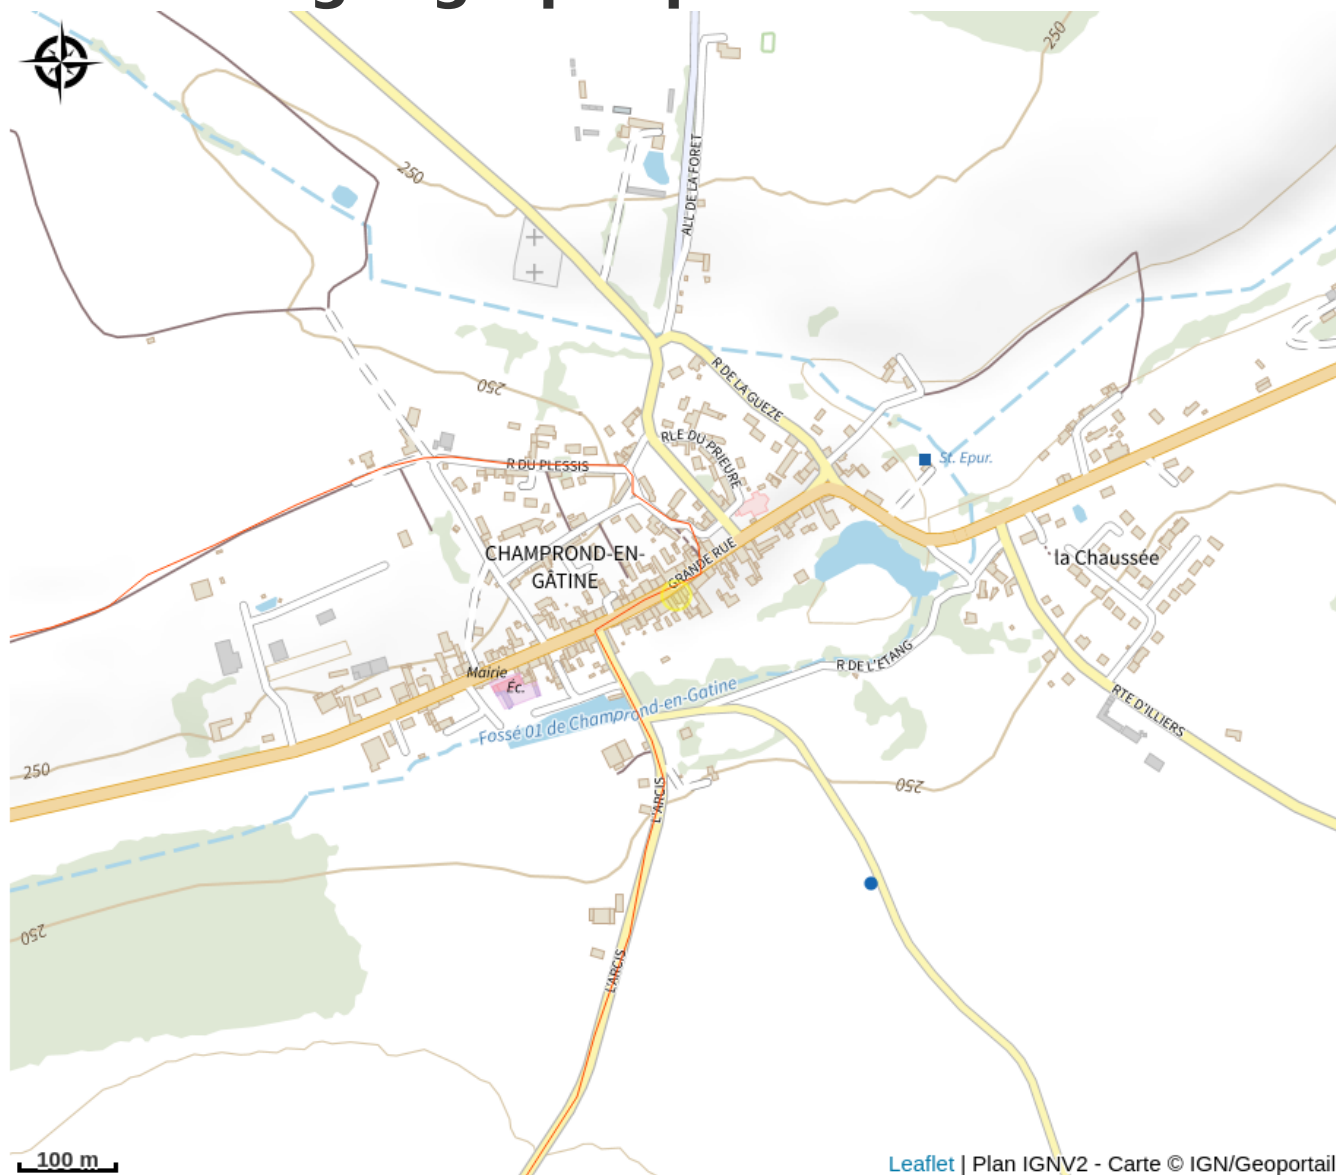 250
250
ALL DE LA FORET
250
R DE LA GUEZE
RLE DU PRIEURE
R DU PLESSIS
St. Epur.
CHAMPROND-EN-
GÂTINE
GRANDE RUE
la Chaussée
Mairie
Éc.
R DE L'ETANG
Fossé 01 de Champrond-en-Gatine
RTE D'ILLIERS
250
250
L'ARCIS
250
L'ARCIS
100 m
Leaflet | Plan IGNV2 - Carte © IGN/Geoportail